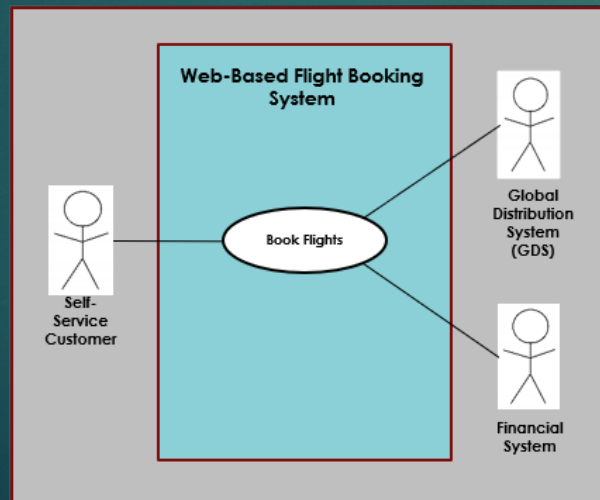 Web-Based Flight Booking
System
Book Flights
Self-
Service
Customer
Global
Distribution
System
(GDS)
Financial
System